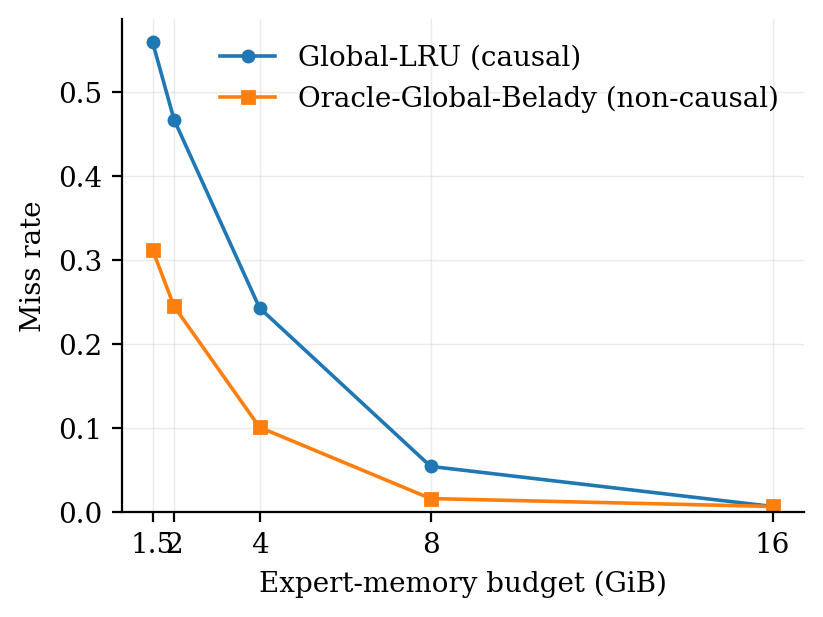 Global-LRU (causal)
Oracle-Global-Belady (non-causal)
Miss rate
0.5
0.4
0.3
0.2
0.1
0.0
1.5 2 4 8 16
Expert-memory budget (GiB)